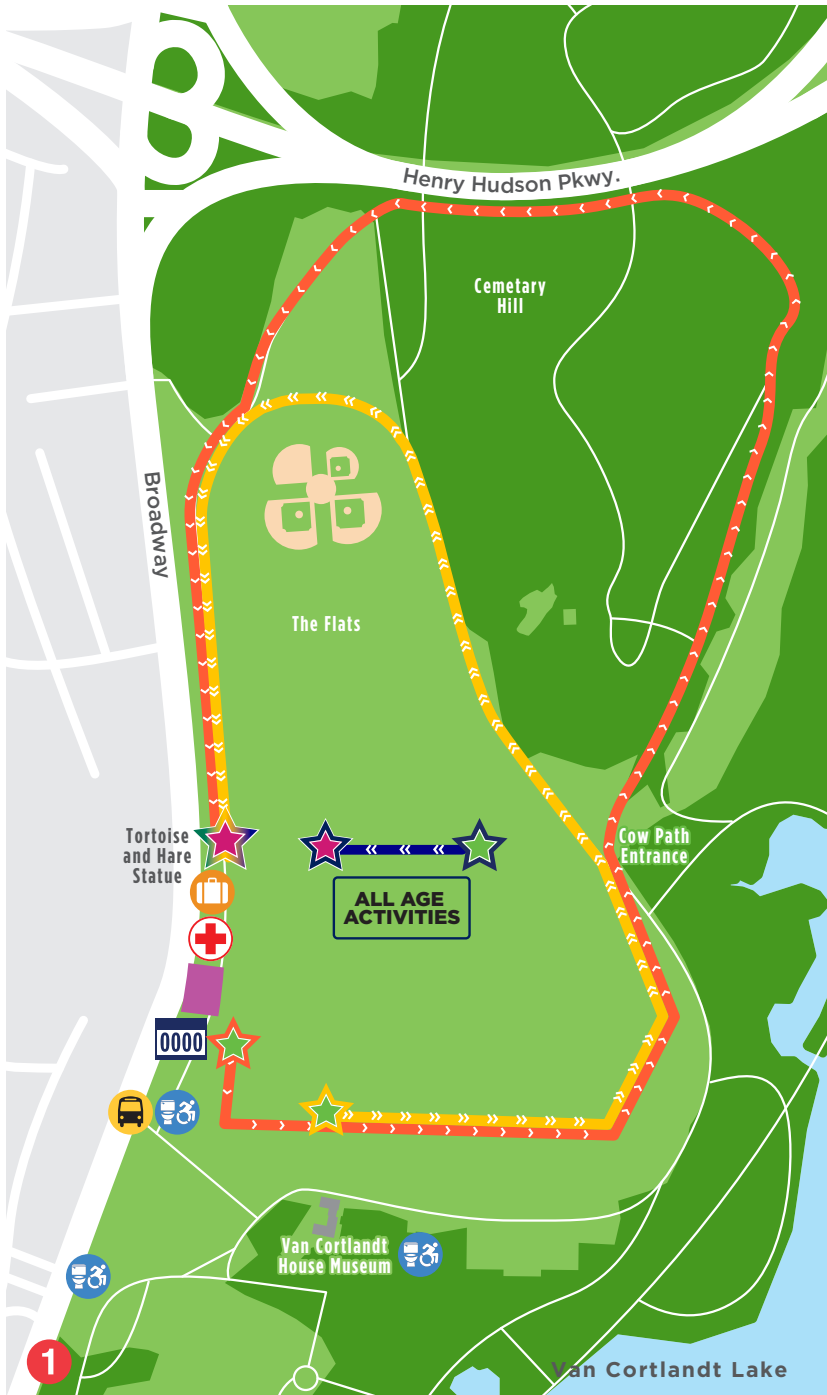 Henry Hudson Pkwy.
Cemetary
Hill
Broadway
The Flats
Tortoise
and Hare
Statue
Cow Path
Entrance
ALL AGE
ACTIVITIES
0000
Van Cortlandt
House Museum
1
Van Cortlandt Lake